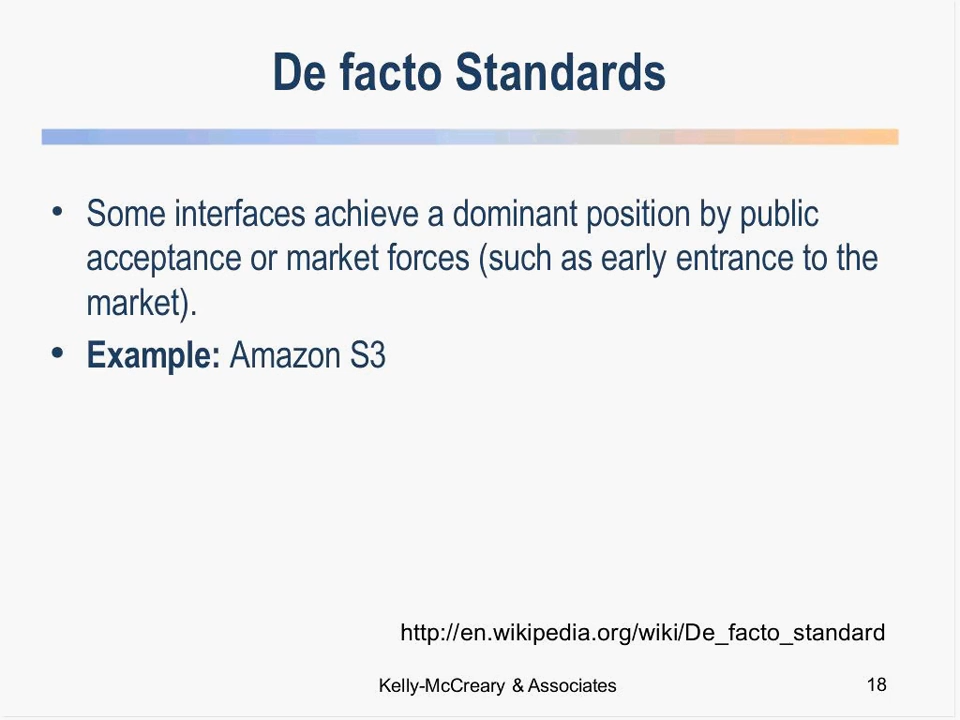 De facto Standards
• Some interfaces achieve a dominant position by public
acceptance or market forces (such as early entrance to the
market).
• Example: Amazon S3
http://en.wikipedia.org/wiki/De_facto_standard
Kelly-McCreary & Associates
18